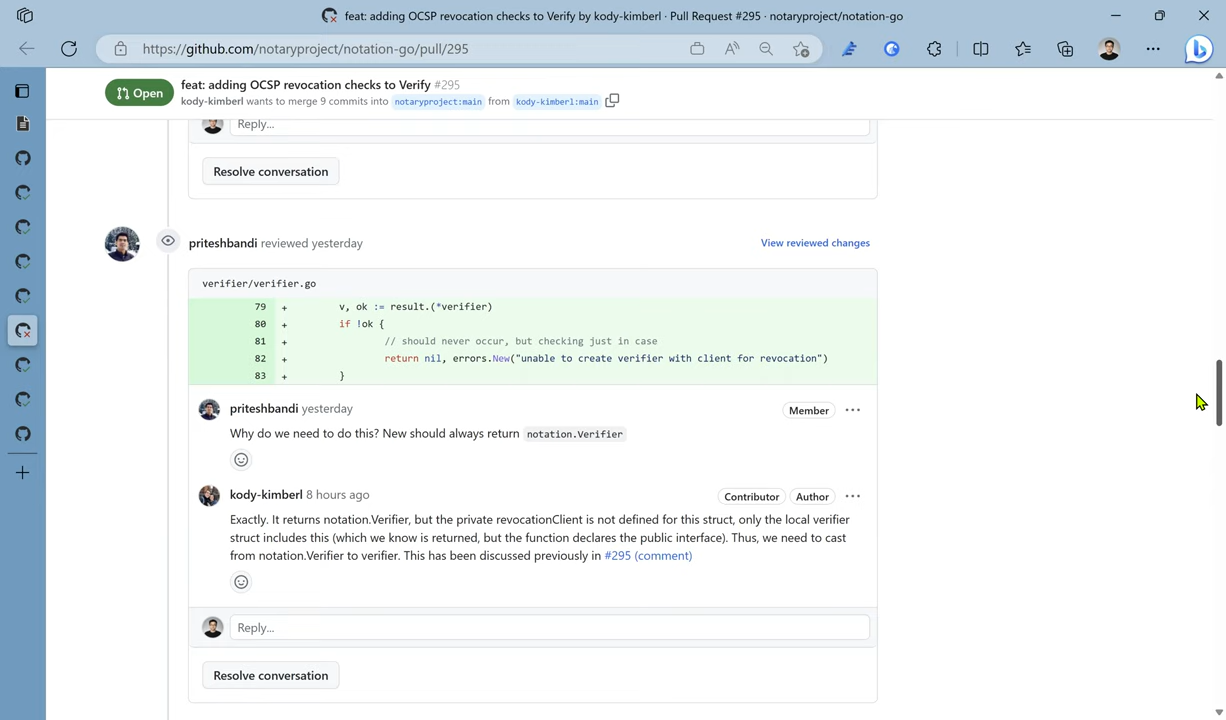 feat: adding OCSP revocation checks to Verify by kody-kimberl · Pull Request #295 · notaryproject/notation-go
https://github.com/notaryproject/notation-go/pull/295
Open
feat: adding OCSP revocation checks to Verify #295
kody-kimberl wants to merge 9 commits into notaryproject:main from kody-kimberl:main
Reply...
Resolve conversation
priteshbandi reviewed yesterday
View reviewed changes
verifier/verifier.go
79 + v, ok := result.(*verifier)
80 + if !ok {
81 + // should never occur, but checking just in case
82 + return nil, errors.New("unable to create verifier with client for revocation")
83 + }
priteshbandi yesterday
Member
Why do we need to do this? New should always return notation.Verifier
kody-kimberl 8 hours ago
Contributor Author
Exactly. It returns notation.Verifier, but the private revocationClient is not defined for this struct, only the local verifier
struct includes this (which we know is returned, but the function declares the public interface). Thus, we need to cast
from notation.Verifier to verifier. This has been discussed previously in #295 (comment)
Reply...
Resolve conversation